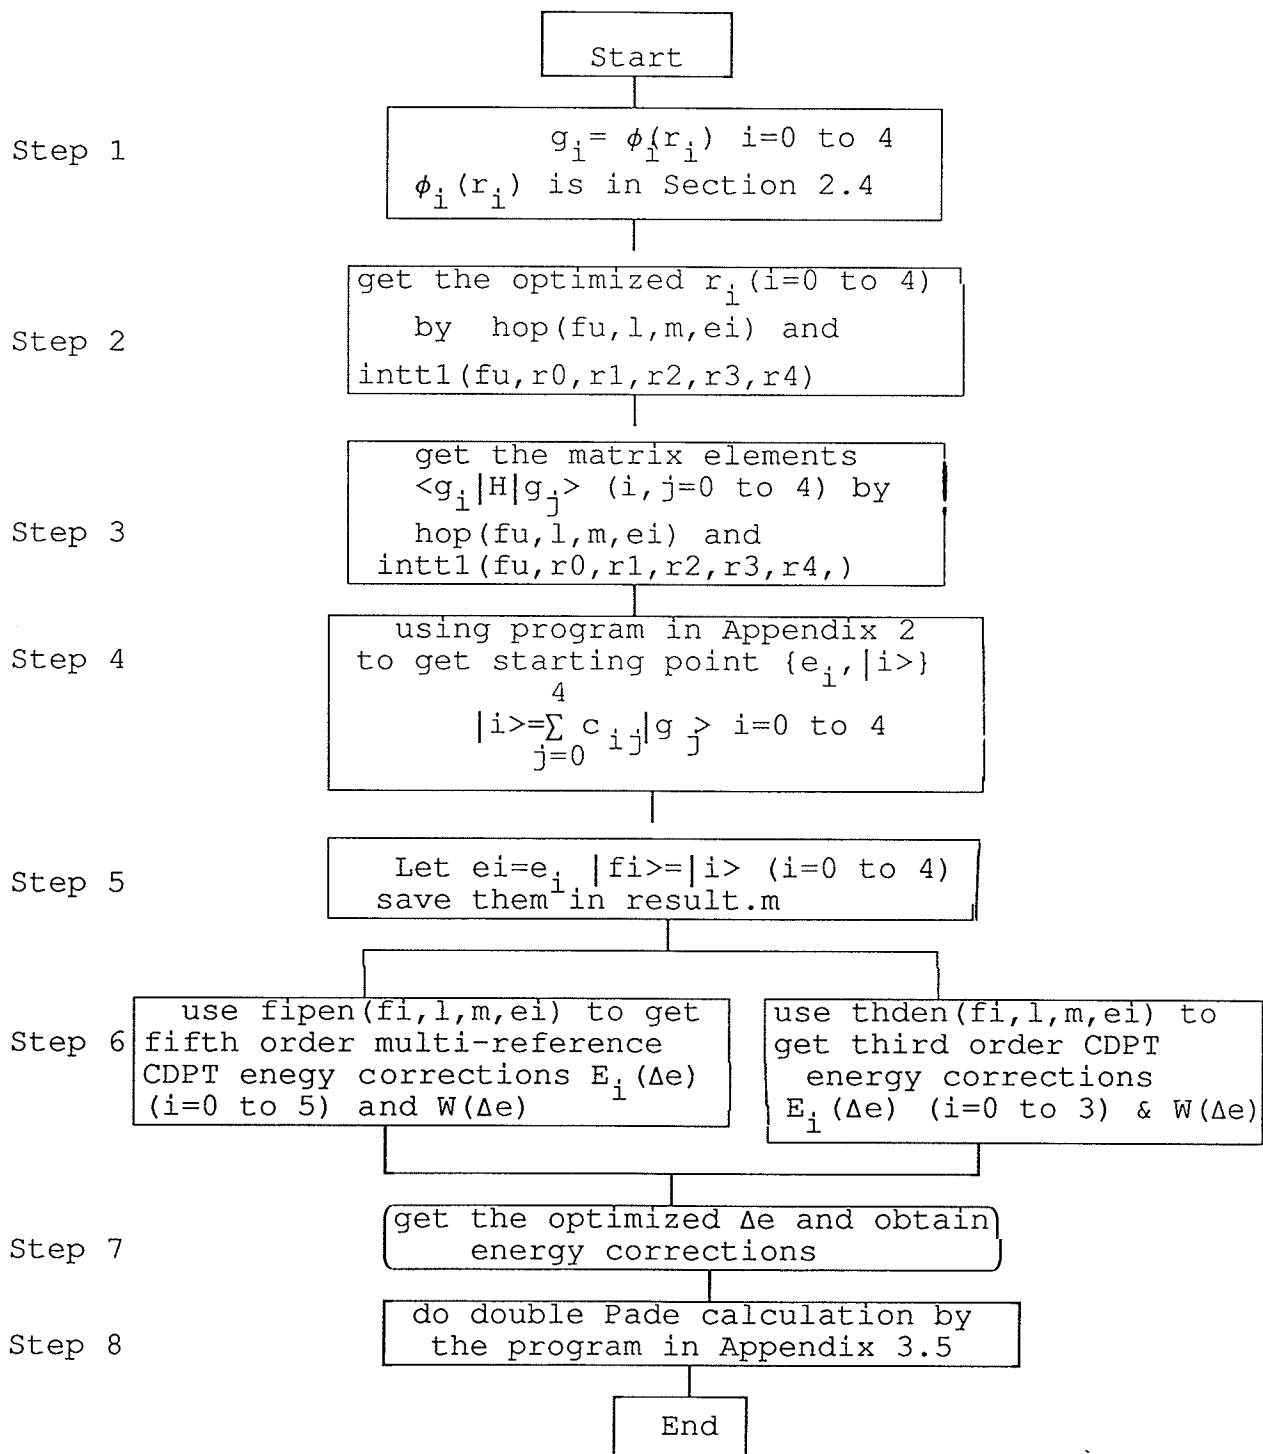 Start
Step 1
g_i= ϕ_i(r_i) i=0 to 4
ϕ_i(r_i) is in Section 2.4
Step 2
get the optimized r_i(i=0 to 4)
by hop(fu,l,m,ei) and
intt1(fu,r0,r1,r2,r3,r4)
Step 3
get the matrix elements
<g_i|H|g_j> (i,j=0 to 4) by
hop(fu,l,m,ei) and
intt1(fu,r0,r1,r2,r3,r4,)
Step 4
using program in Appendix 2
to get starting point {e_i,|i>}
4
|i>=∑ c_ij|g_j> i=0 to 4
j=0
Step 5
Let ei=e_i |fi>=|i> (i=0 to 4)
save them in result.m
Step 6
use fipen(fi,l,m,ei) to get
fifth order multi-reference
CDPT enegy corrections E_i(Δe)
(i=0 to 5) and W(Δe)
use thden(fi,l,m,ei) to
get third order CDPT
energy corrections
E_i(Δe) (i=0 to 3) & W(Δe)
Step 7
get the optimized Δe and obtain
energy corrections
Step 8
do double Pade calculation by
the program in Appendix 3.5
End